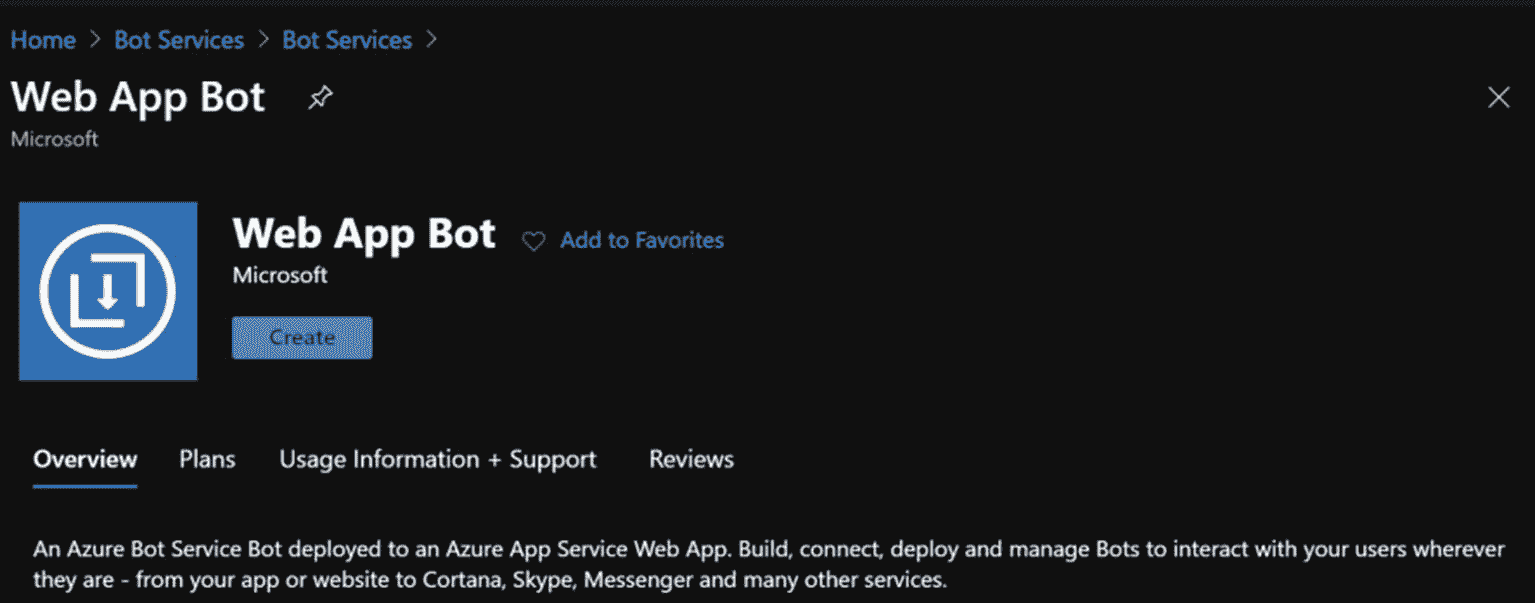 Home > Bot Services > Bot Services >
Web App Bot
Microsoft
Web App Bot
Add to Favorites
Microsoft
Create
Overview Plans Usage Information + Support Reviews
An Azure Bot Service Bot deployed to an Azure App Service Web App. Build, connect, deploy and manage Bots to interact with your users wherever
they are - from your app or website to Cortana, Skype, Messenger and many other services.